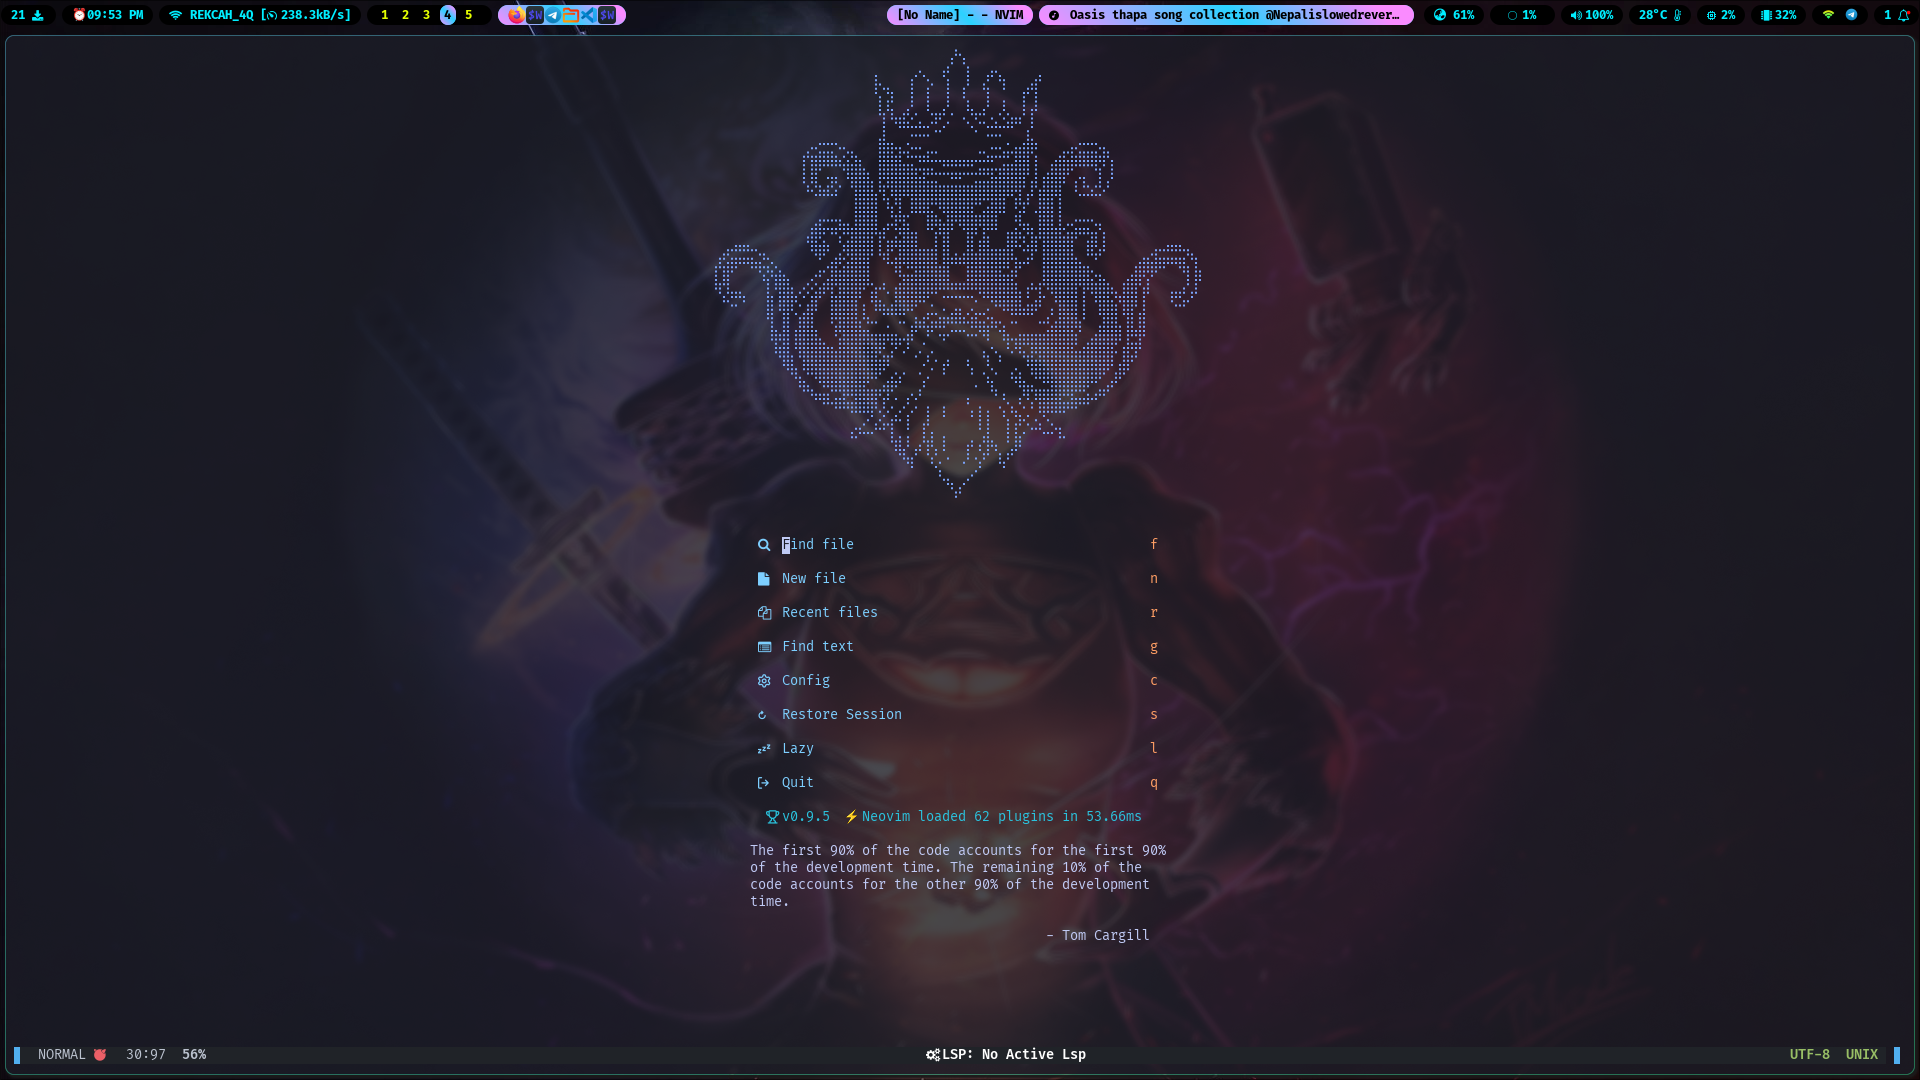 21 09:53 PM REKCAH_4Q [238.3kB/s] 1 2 3 4 5 $W $W [No Name] - - NVIM Oasis thapa song collection @Nepalislowedrever… 61% 1% 100% 28°C 2% 32% 1
Find file f
New file n
Recent files r
Find text g
Config c
Restore Session s
Lazy l
Quit q
v0.9.5 ⚡Neovim loaded 62 plugins in 53.66ms
The first 90% of the code accounts for the first 90%
of the development time. The remaining 10% of the
code accounts for the other 90% of the development
time.
- Tom Cargill
NORMAL 30:97 56% LSP: No Active Lsp UTF-8 UNIX